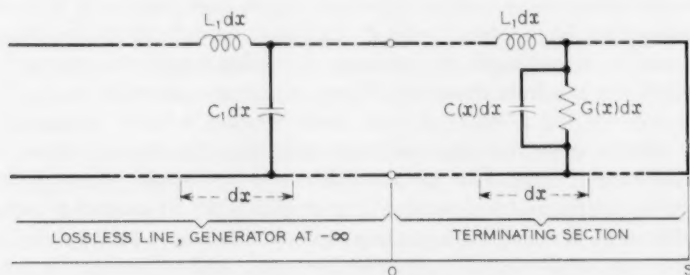 L₁dx
L₁dx
C₁dx
C(x)dx
G(x)dx
dx
dx
LOSSLESS LINE, GENERATOR AT -∞
TERMINATING SECTION
0